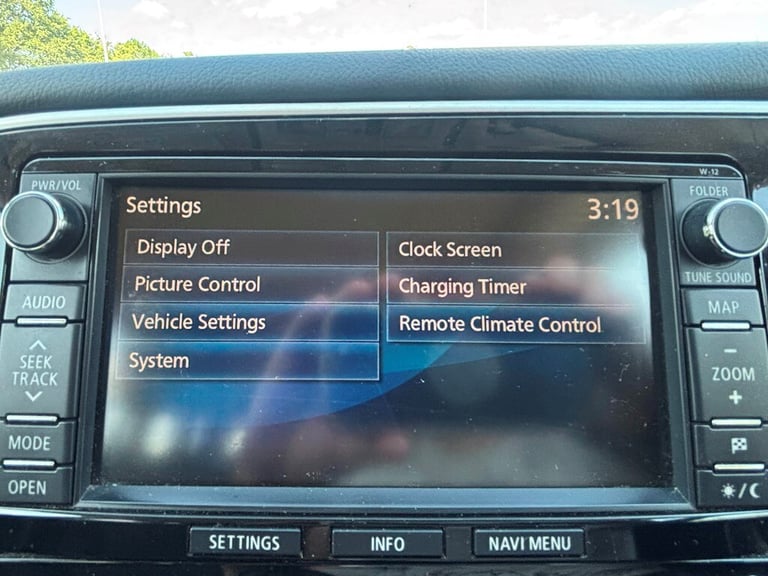 W-12
PWR/VOL
FOLDER
Settings
3:19
Display Off
Clock Screen
Picture Control
Charging Timer
Vehicle Settings
Remote Climate Control
System
TUNE SOUND
AUDIO
MAP
SEEK
TRACK
−
ZOOM
+
MODE
OPEN
SETTINGS
INFO
NAVI MENU